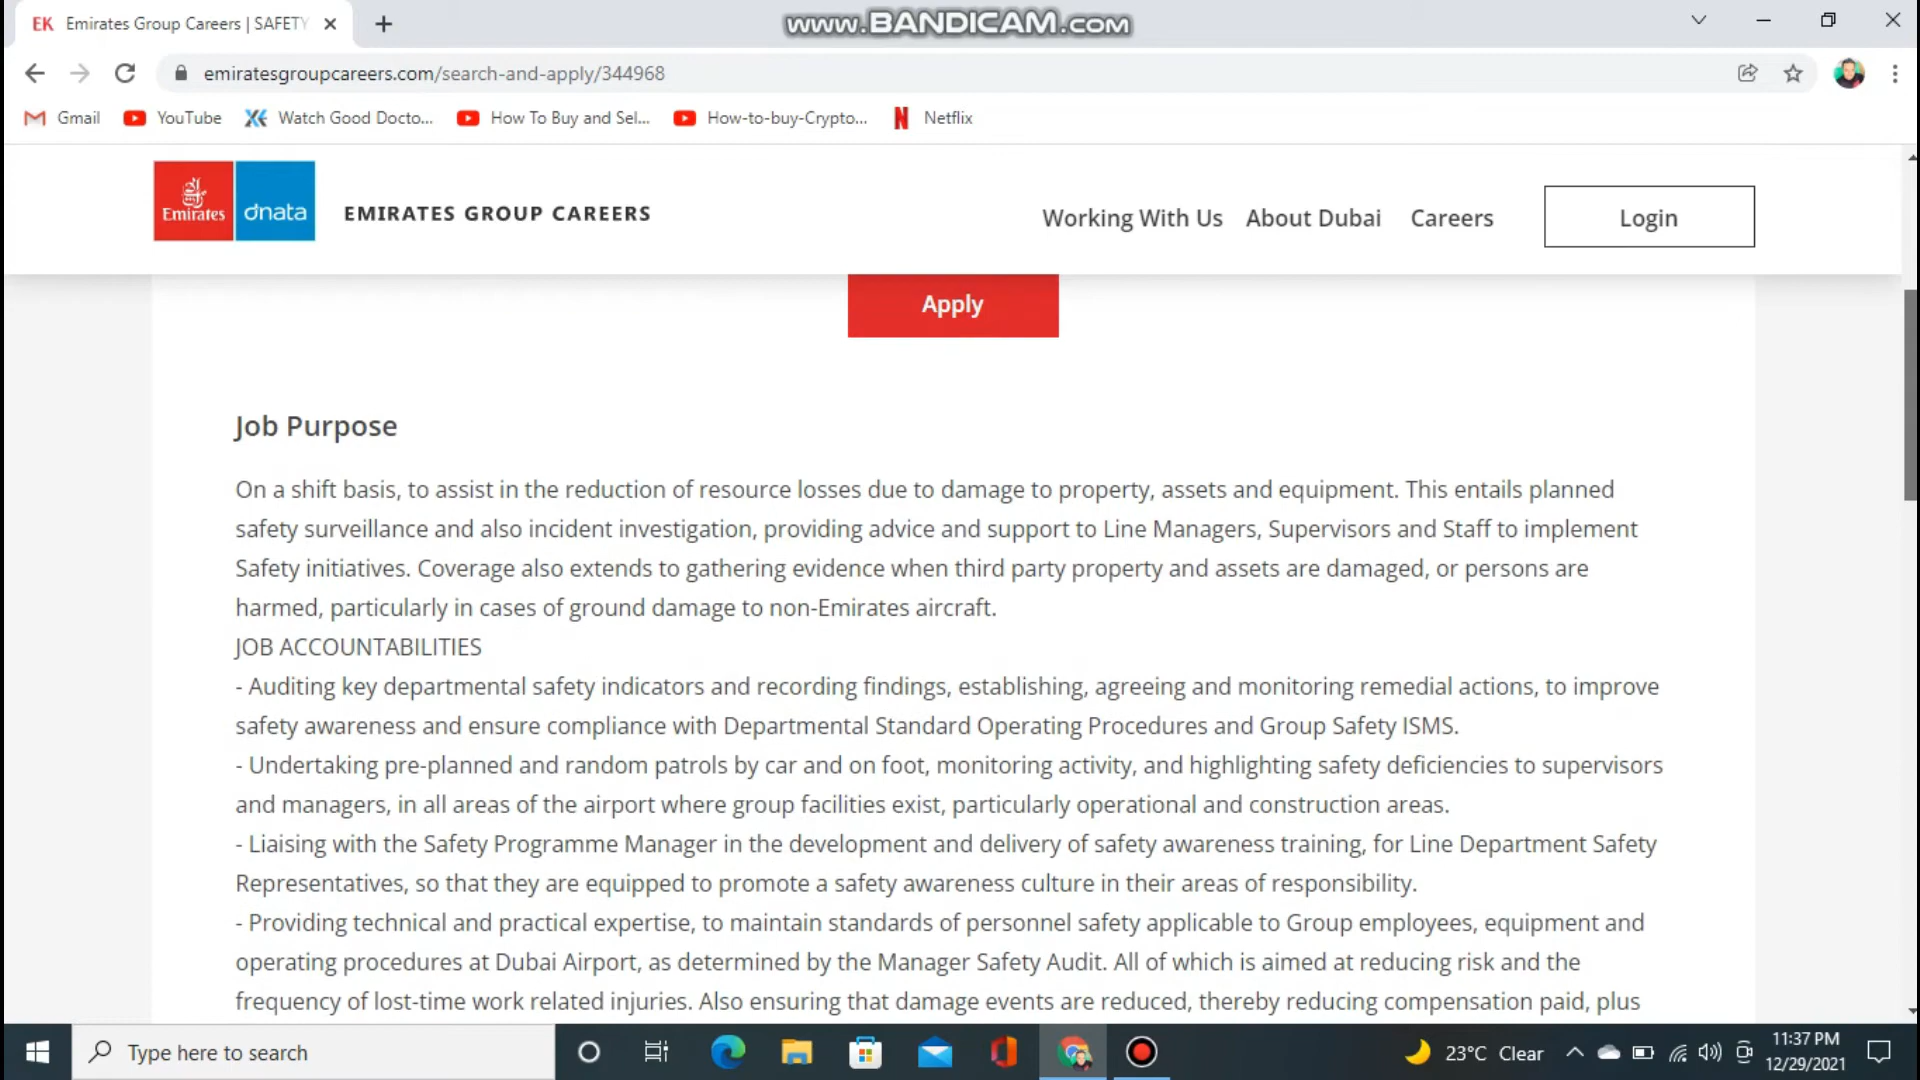 EK Emirates Group Careers | SAFETY
www.BANDICAM.com
emiratesgroupcareers.com/search-and-apply/344968
Gmail YouTube Watch Good Docto... How To Buy and Sel... How-to-buy-Crypto... Netflix
Emirates dnata EMIRATES GROUP CAREERS Working With Us About Dubai Careers Login
Apply
Job Purpose
On a shift basis, to assist in the reduction of resource losses due to damage to property, assets and equipment. This entails planned
safety surveillance and also incident investigation, providing advice and support to Line Managers, Supervisors and Staff to implement
Safety initiatives. Coverage also extends to gathering evidence when third party property and assets are damaged, or persons are
harmed, particularly in cases of ground damage to non-Emirates aircraft.
JOB ACCOUNTABILITIES
- Auditing key departmental safety indicators and recording findings, establishing, agreeing and monitoring remedial actions, to improve
safety awareness and ensure compliance with Departmental Standard Operating Procedures and Group Safety ISMS.
- Undertaking pre-planned and random patrols by car and on foot, monitoring activity, and highlighting safety deficiencies to supervisors
and managers, in all areas of the airport where group facilities exist, particularly operational and construction areas.
- Liaising with the Safety Programme Manager in the development and delivery of safety awareness training, for Line Department Safety
Representatives, so that they are equipped to promote a safety awareness culture in their areas of responsibility.
- Providing technical and practical expertise, to maintain standards of personnel safety applicable to Group employees, equipment and
operating procedures at Dubai Airport, as determined by the Manager Safety Audit. All of which is aimed at reducing risk and the
frequency of lost-time work related injuries. Also ensuring that damage events are reduced, thereby reducing compensation paid, plus
Type here to search
23°C Clear
11:37 PM
12/29/2021